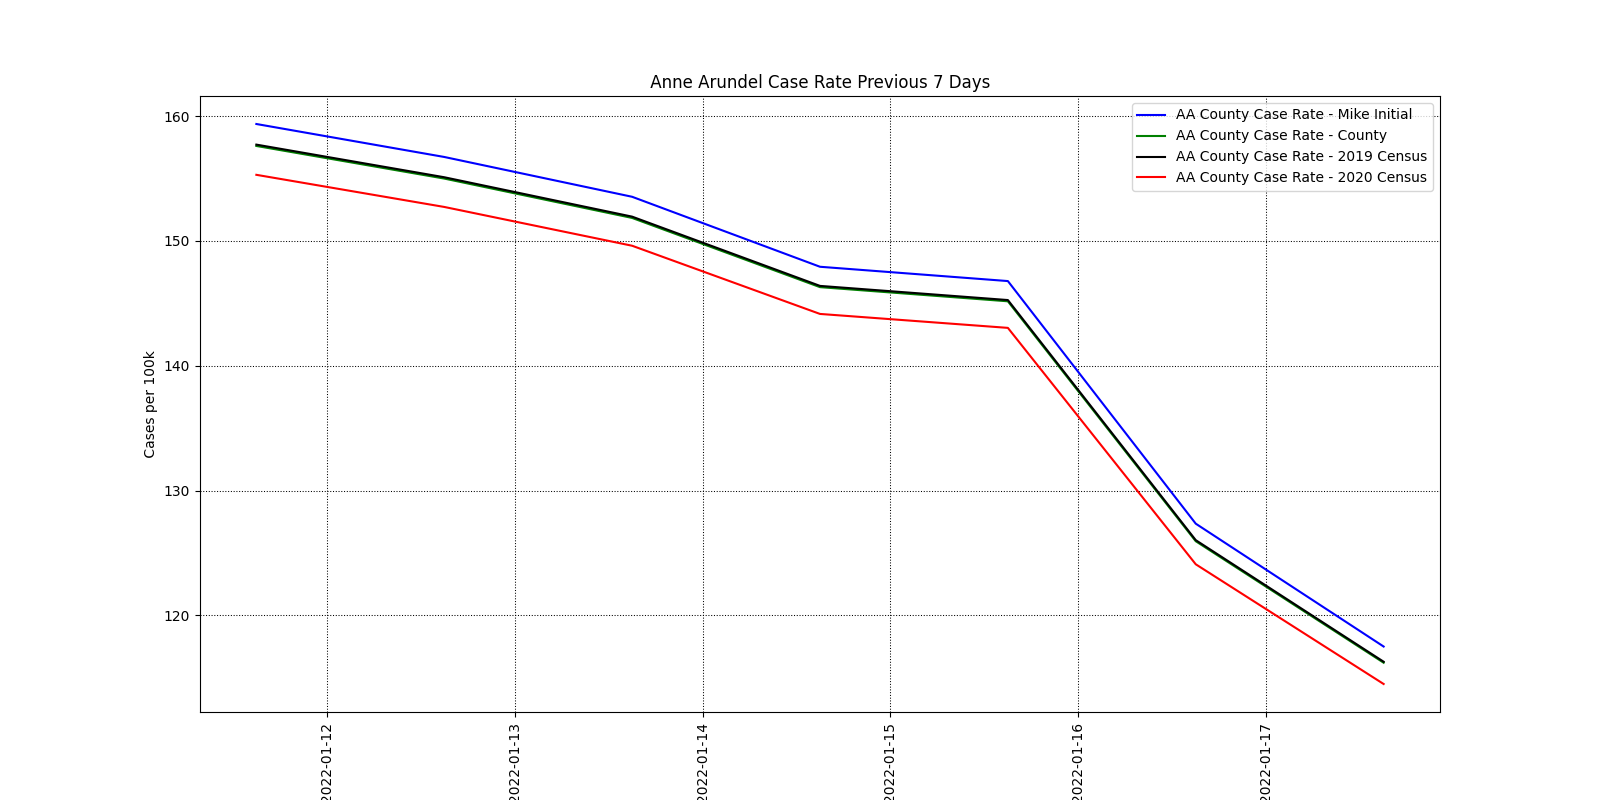 Anne Arundel Case Rate Previous 7 Days
AA County Case Rate - Mike Initial
AA County Case Rate - County
AA County Case Rate - 2019 Census
AA County Case Rate - 2020 Census
Cases per 100k
160
150
140
130
120
2022-01-12
2022-01-13
2022-01-14
2022-01-15
2022-01-16
2022-01-17